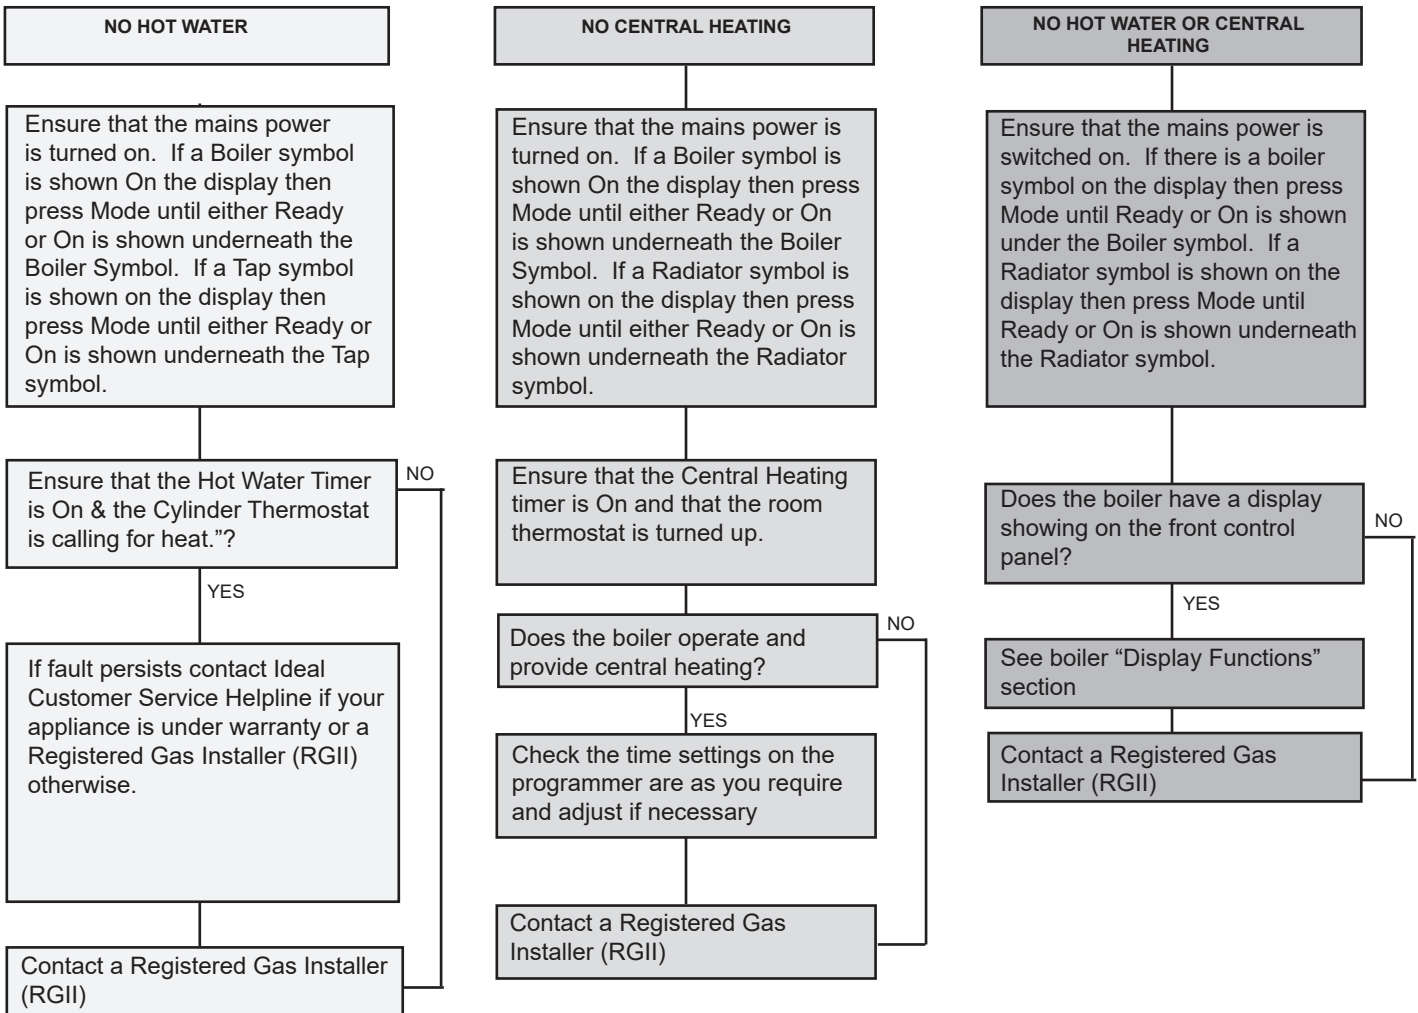 NO HOT WATER
Ensure that the mains power
is turned on.  If a Boiler symbol
is shown On the display then
press Mode until either Ready
or On is shown underneath the
Boiler Symbol.  If a Tap symbol
is shown on the display then
press Mode until either Ready or
On is shown underneath the Tap
symbol.
Ensure that the Hot Water Timer
is On & the Cylinder Thermostat
is calling for heat.”?
NO
YES
If fault persists contact Ideal
Customer Service Helpline if your
appliance is under warranty or a
Registered Gas Installer (RGII)
otherwise.
Contact a Registered Gas Installer
(RGII)
NO CENTRAL HEATING
Ensure that the mains power is
turned on.  If a Boiler symbol is
shown On the display then press
Mode until either Ready or On
is shown underneath the Boiler
Symbol.  If a Radiator symbol is
shown on the display then press
Mode until either Ready or On is
shown underneath the Radiator
symbol.
Ensure that the Central Heating
timer is On and that the room
thermostat is turned up.
Does the boiler operate and
provide central heating?
NO
YES
Check the time settings on the
programmer are as you require
and adjust if necessary
Contact a Registered Gas
Installer (RGII)
NO HOT WATER OR CENTRAL
HEATING
Ensure that the mains power is
switched on.  If there is a boiler
symbol on the display then press
Mode until Ready or On is shown
under the Boiler symbol.  If a
Radiator symbol is shown on the
display then press Mode until
Ready or On is shown underneath
the Radiator symbol.
Does the boiler have a display
showing on the front control
panel?
NO
YES
See boiler “Display Functions”
section
Contact a Registered Gas
Installer (RGII)